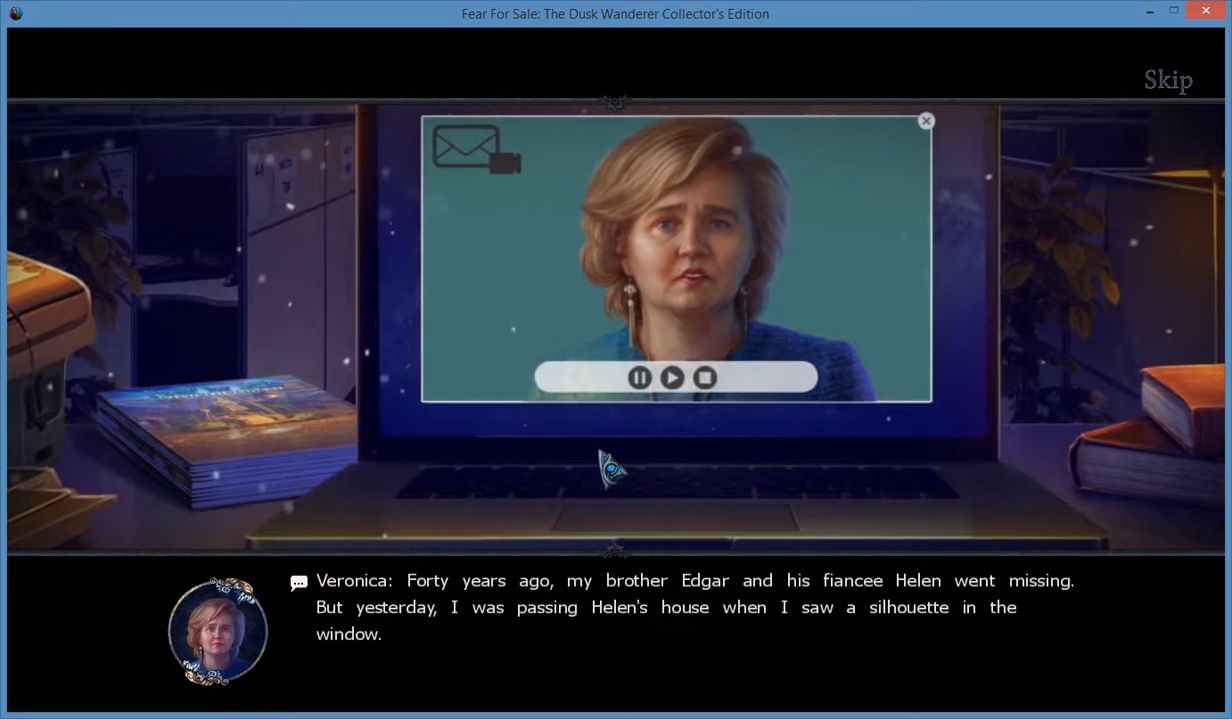 Fear For Sale: The Dusk Wanderer Collector's Edition
Skip
Veronica: Forty years ago, my brother Edgar and his fiancee Helen went missing.
But yesterday, I was passing Helen's house when I saw a silhouette in the
window.